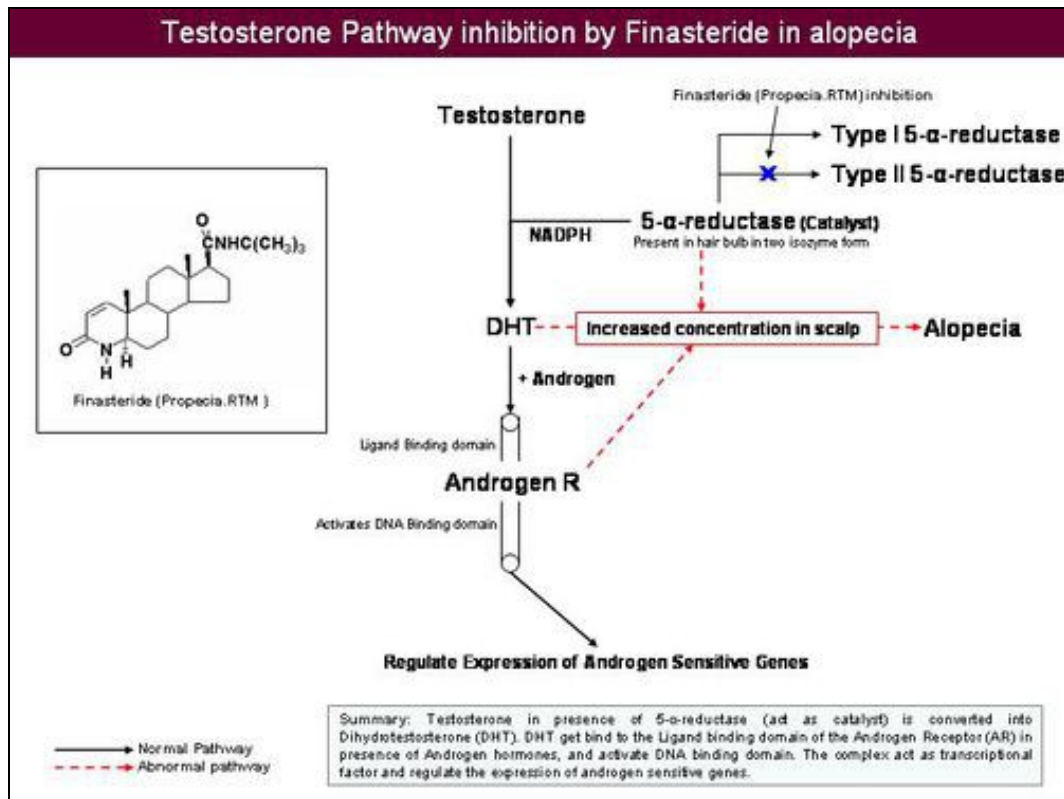 Testosterone Pathway inhibition by Finasteride in alopecia
Finasteride (Propecia.RTM) inhibition
Testosterone
Type I 5-α-reductase
Type II 5-α-reductase
5-α-reductase (Catalyst)
NADPH
Present in hair bulb in two isozyme form
O
CNHC(CH3)3
O
N
H
H
Finasteride (Propecia.RTM )
DHT
Increased concentration in scalp
Alopecia
+ Androgen
Ligand Binding domain
Androgen R
Activates DNA Binding domain
Regulate Expression of Androgen Sensitive Genes
Summary: Testosterone in presence of 5-α-reductase (act as catalyst) is converted into
Dihydrotestosterone (DHT). DHT get bind to the Ligand binding domain of the Androgen Receptor (AR) in
presence of Androgen hormones, and activate DNA binding domain. The complex act as transcriptional
factor and regulate the expression of androgen sensitive genes.
Normal Pathway
Abnormal pathway